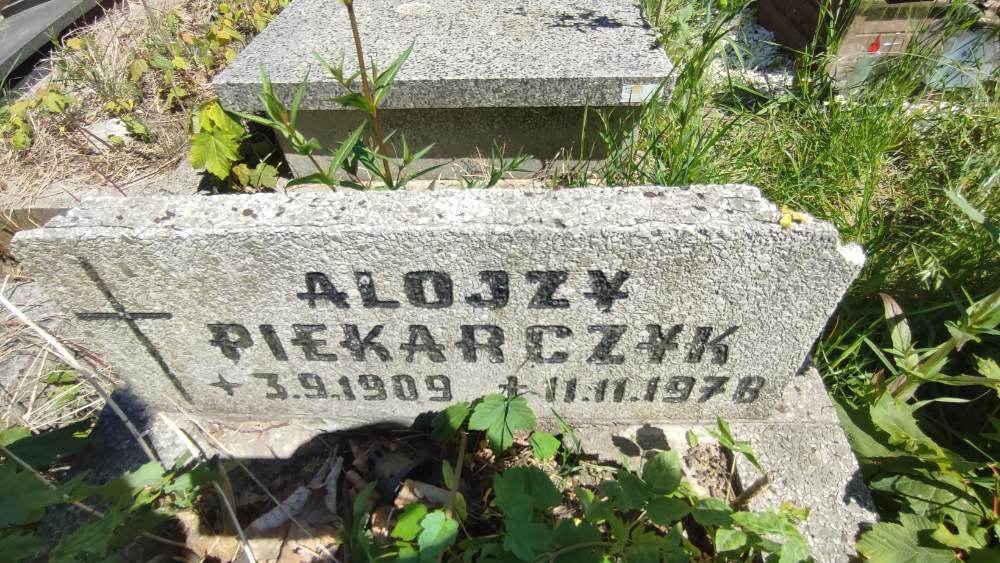 ALOJZY
PIEKARCZYK
+ 3.9.1909 + 11.11.1978